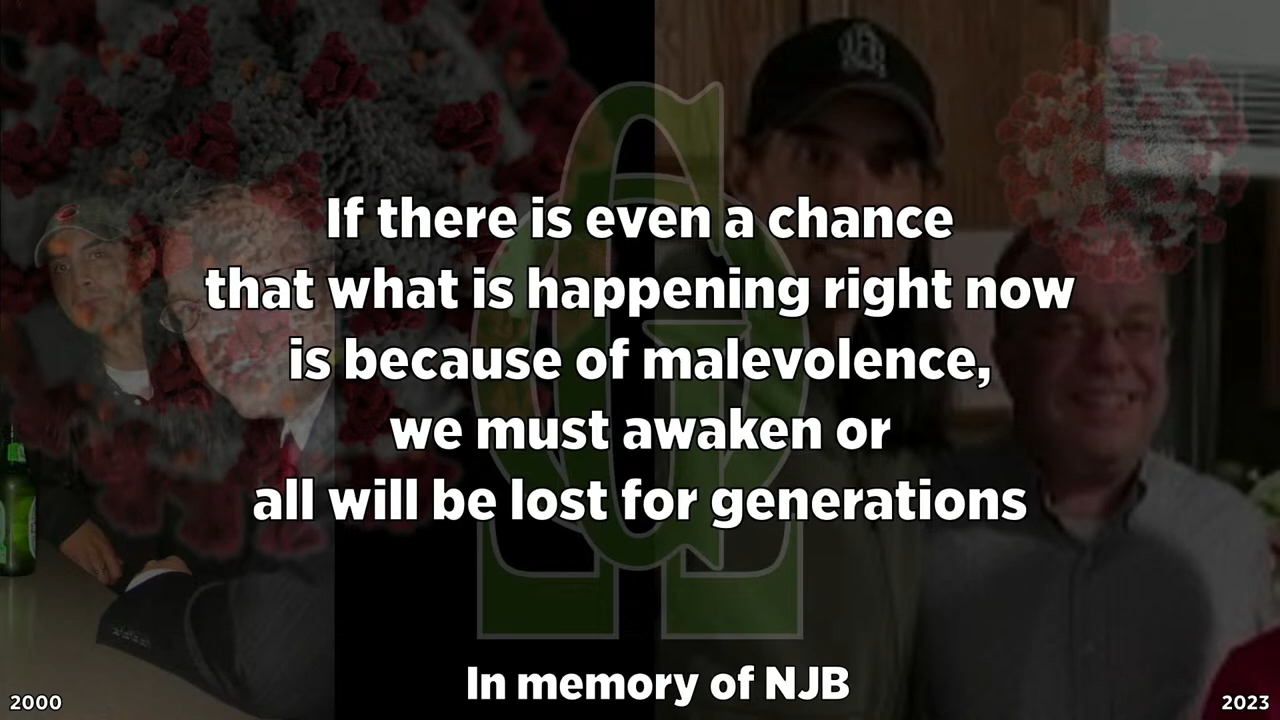 If there is even a chance
that what is happening right now
is because of malevolence,
we must awaken or
all will be lost for generations
In memory of NJB
2000
2023